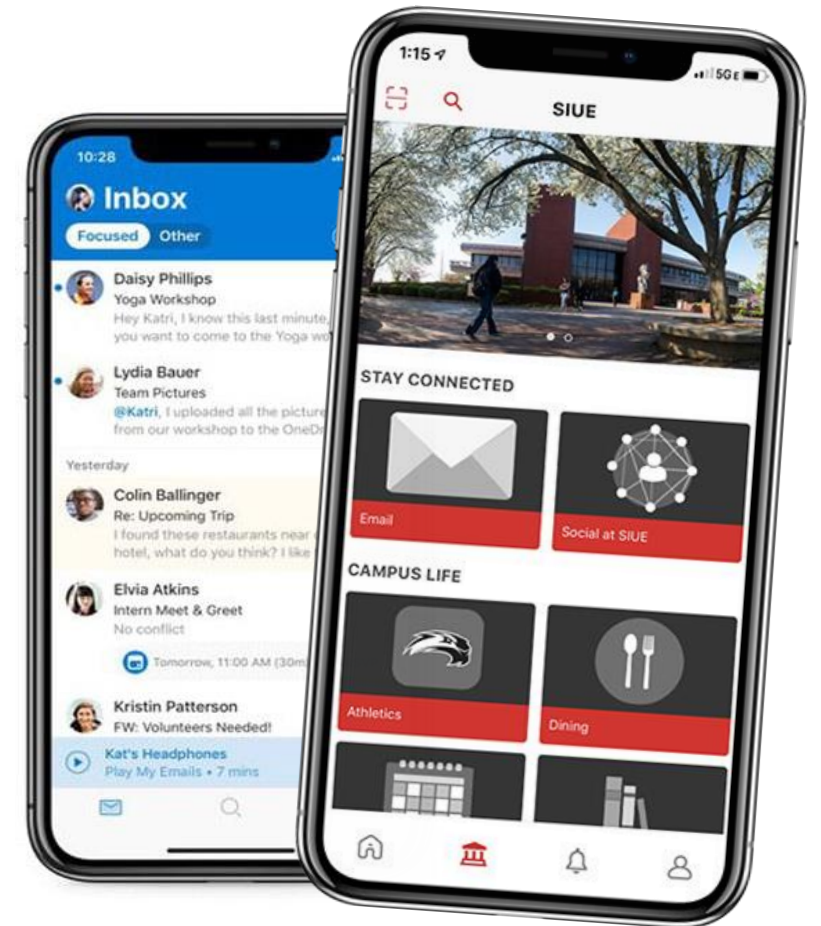 10:28
Inbox
Focused Other
Daisy Phillips
Yoga Workshop
Hey Katri, I know this last minute,
you want to come to the Yoga
Lydia Bauer
Team Pictures
@Katri, I uploaded all the picture
from our workshop to the
Yesterday
Colin Ballinger
Re: Upcoming Trip
I found these restaurants near
hotel, what do you think? I like
Elvia Atkins
Intern Meet & Greet
No conflict
Tomorrow, 11:00 AM (30m
Kristin Patterson
FW: Volunteers Needed!
Kat's Headphones
Play My Emails • 7 mins
1:15
5G E
SIUE
STAY CONNECTED
Email
Social at SIUE
CAMPUS LIFE
Athletics
Dining